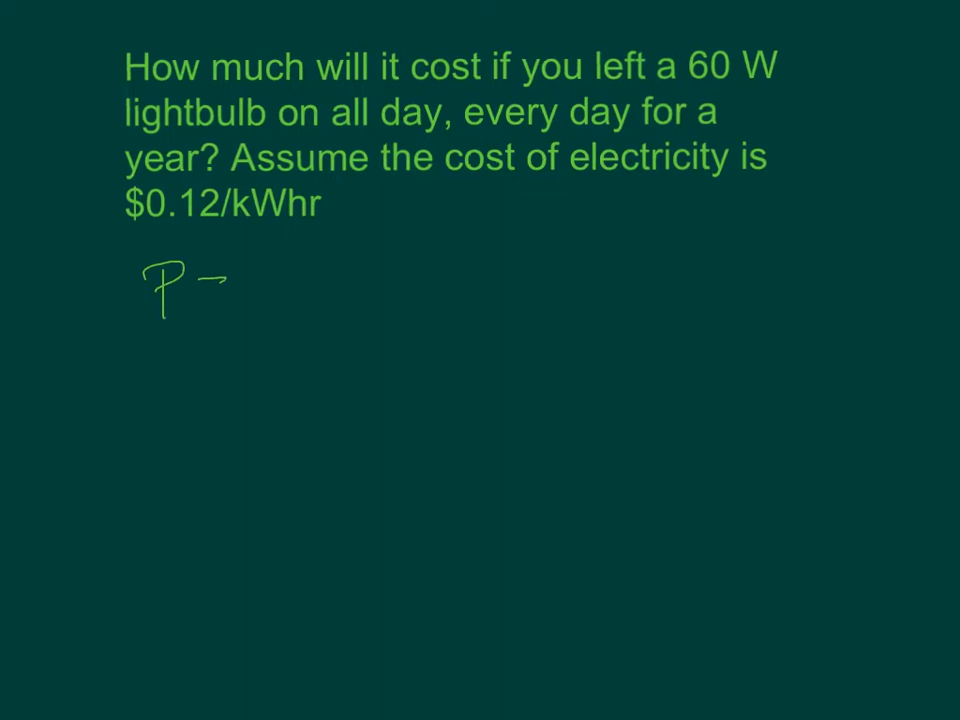 How much will it cost if you left a 60 W
lightbulb on all day, every day for a
year? Assume the cost of electricity is
$0.12/kWhr
P =